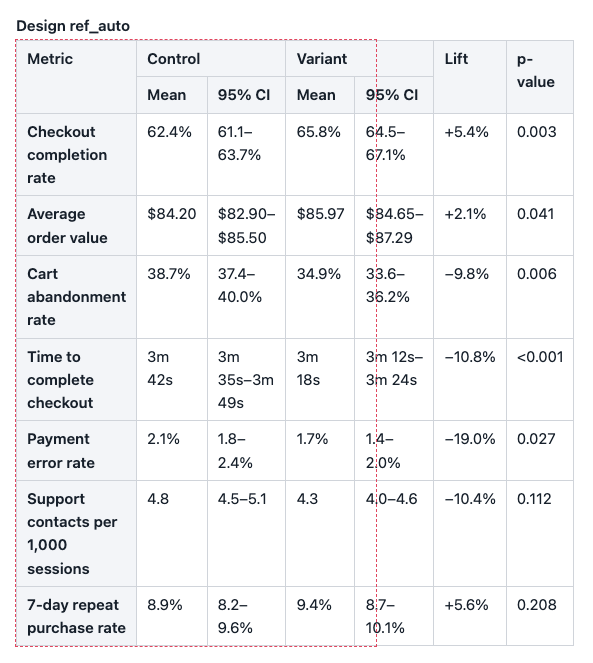 Design ref_auto
Metric Control Variant Lift p-value
Mean 95% CI Mean 95% CI
Checkout completion rate 62.4% 61.1–63.7% 65.8% 64.5–67.1% +5.4% 0.003
Average order value $84.20 $82.90–$85.50 $85.97 $84.65–$87.29 +2.1% 0.041
Cart abandonment rate 38.7% 37.4–40.0% 34.9% 33.6–36.2% −9.8% 0.006
Time to complete checkout 3m 42s 3m 35s–3m 49s 3m 18s 3m 12s–3m 24s −10.8% <0.001
Payment error rate 2.1% 1.8–2.4% 1.7% 1.4–2.0% −19.0% 0.027
Support contacts per 1,000 sessions 4.8 4.5–5.1 4.3 4.0–4.6 −10.4% 0.112
7-day repeat purchase rate 8.9% 8.2–9.6% 9.4% 8.7–10.1% +5.6% 0.208